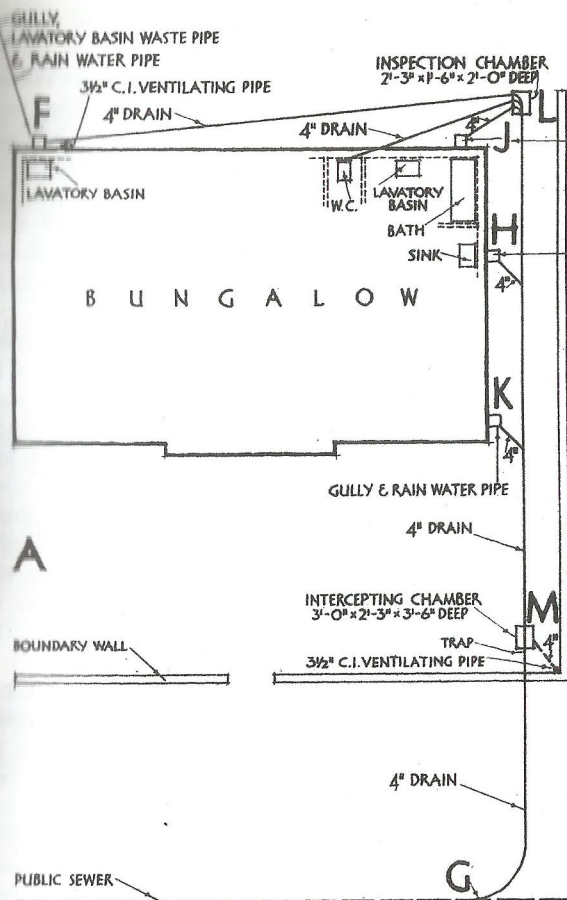 GULLY,
LAVATORY BASIN WASTE PIPE
& RAIN WATER PIPE
3½" C.I. VENTILATING PIPE
INSPECTION CHAMBER
2'-3" x 1'-6" x 2'-0" DEEP
F
4" DRAIN
4" DRAIN
4"
L
J
LAVATORY BASIN
W.C.
LAVATORY
BASIN
BATH
H
SINK
4"
BUNGALOW
K
4"
GULLY & RAIN WATER PIPE
4" DRAIN
A
INTERCEPTING CHAMBER
3'-0" x 2'-3" x 3'-6" DEEP
M
BOUNDARY WALL
TRAP
4"
3½" C.I. VENTILATING PIPE
4" DRAIN
PUBLIC SEWER
G